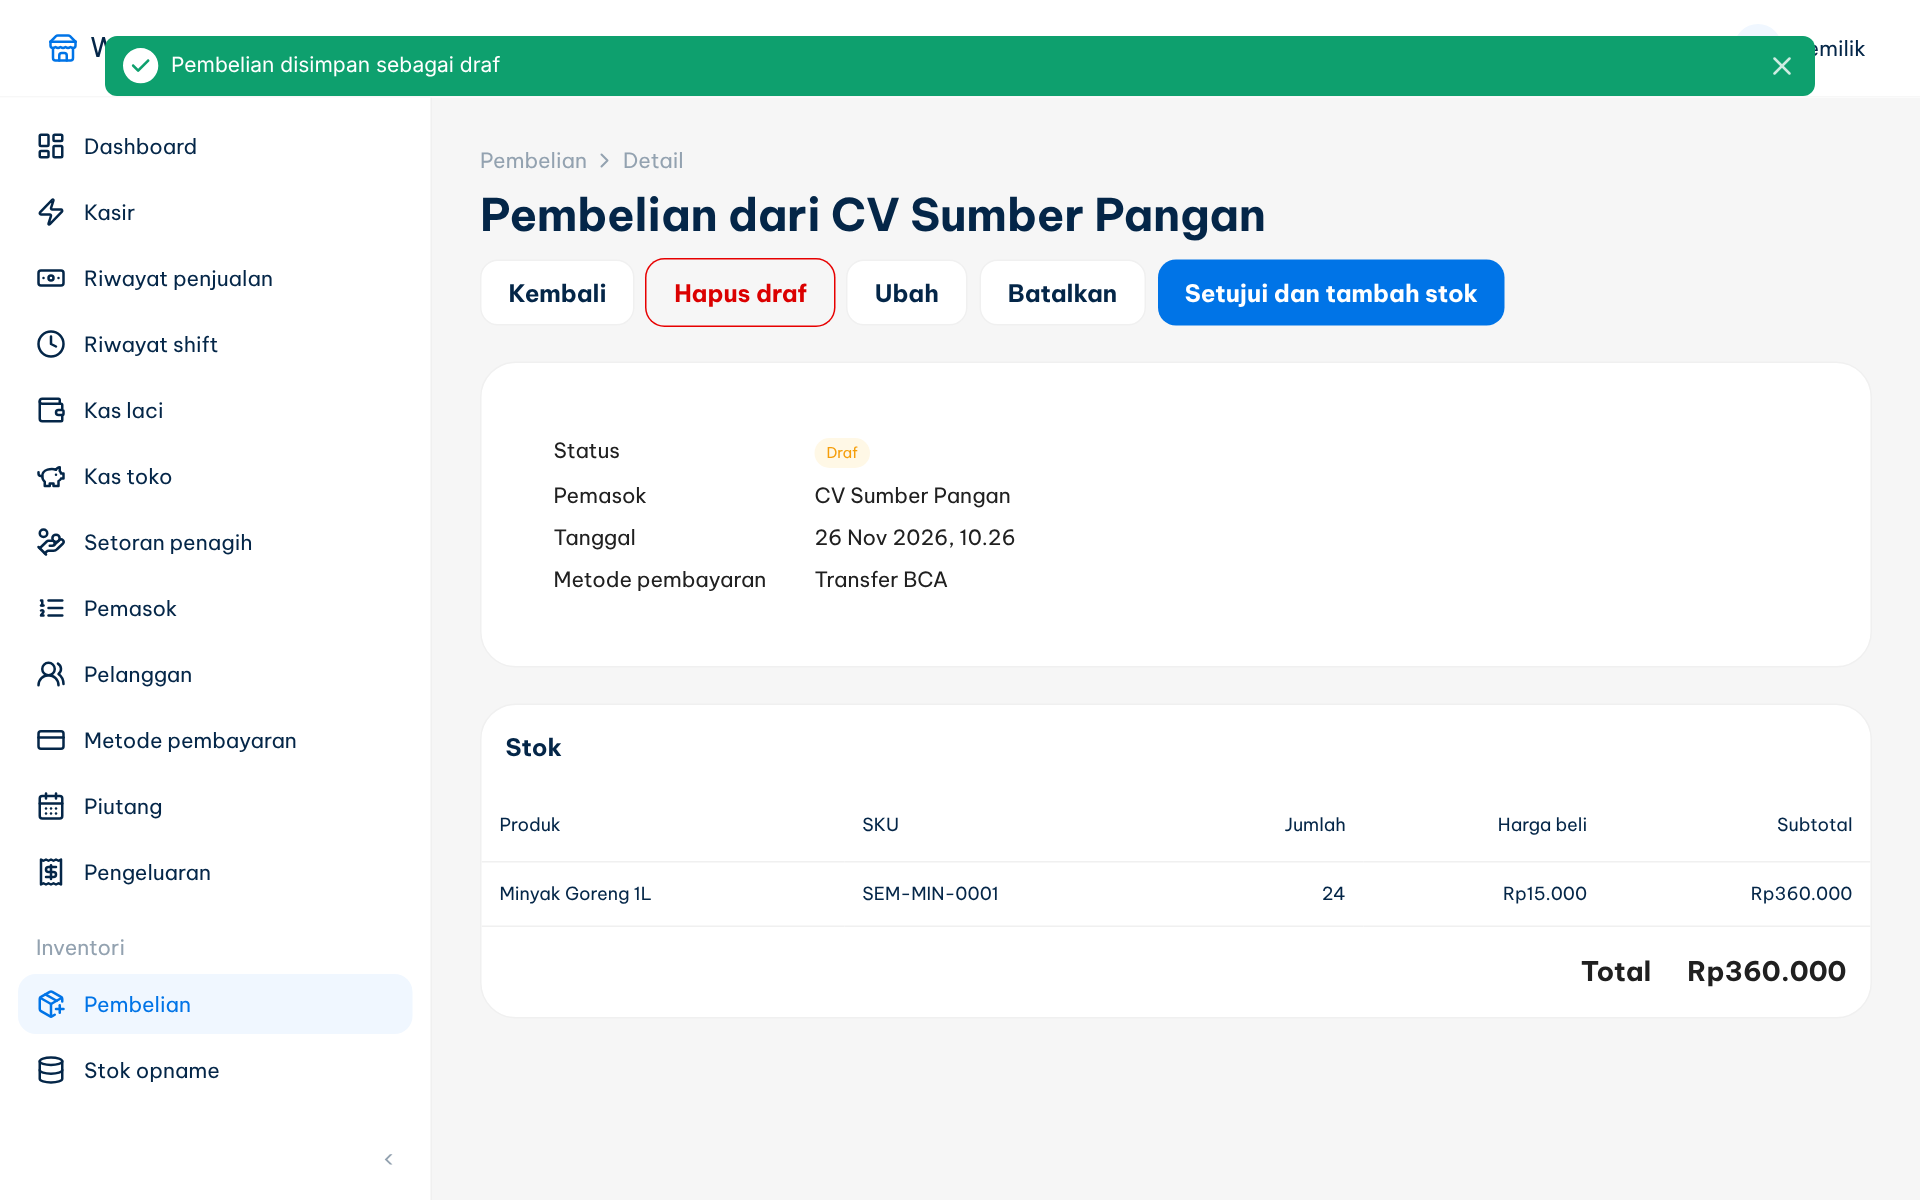 Pembelian disimpan sebagai draf
Dashboard
Kasir
Riwayat penjualan
Riwayat shift
Kas laci
Kas toko
Setoran penagih
Pemasok
Pelanggan
Metode pembayaran
Piutang
Pengeluaran
Inventori
Pembelian
Stok opname
Pembelian > Detail
Pembelian dari CV Sumber Pangan
Kembali Hapus draf Ubah Batalkan Setujui dan tambah stok
Status Draf
Pemasok CV Sumber Pangan
Tanggal 26 Nov 2026, 10.26
Metode pembayaran Transfer BCA
Stok
Produk SKU Jumlah Harga beli Subtotal
Minyak Goreng 1L SEM-MIN-0001 24 Rp15.000 Rp360.000
Total Rp360.000